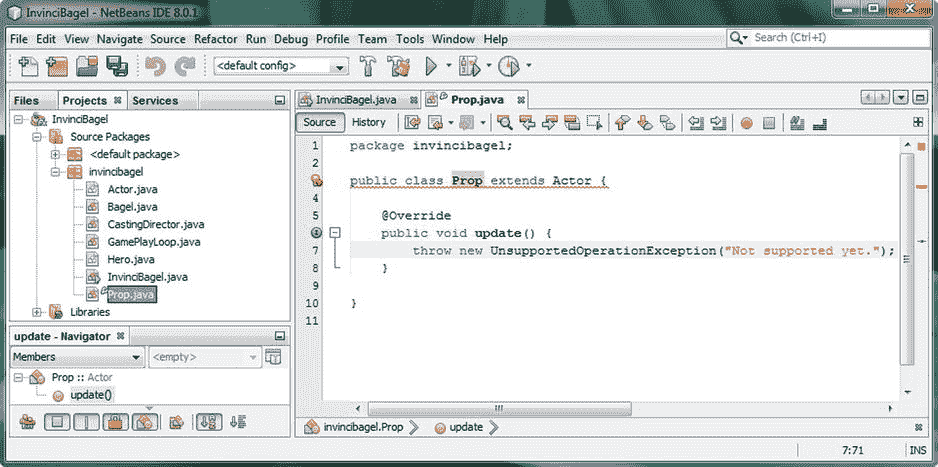 InvinciBagel - NetBeans IDE 8.0.1
File Edit View Navigate Source Refactor Run Debug Profile Team Tools Window Help
Search (Ctrl+I)
<default config>
Files Projects Services
InvinciBagel
Source Packages
<default package>
invincibagel
Actor.java
Bagel.java
CastingDirector.java
GamePlayLoop.java
Hero.java
InvinciBagel.java
Prop.java
Libraries
update - Navigator
Members <empty>
Prop :: Actor
update()
InvinciBagel.java Prop.java
Source History
1 package invincibagel;
2
public class Prop extends Actor {
4
5 @Override
public void update() {
7 throw new UnsupportedOperationException("Not supported yet.");
8 }
9
10 }
11
invincibagel.Prop update
7:71 INS